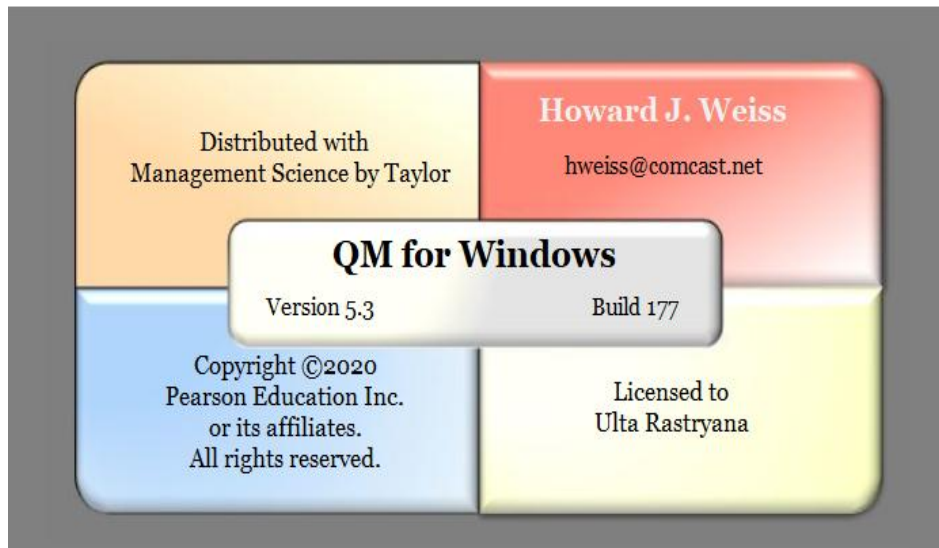 Distributed with
Management Science by Taylor
Howard J. Weiss
hweiss@comcast.net
QM for Windows
Version 5.3
Build 177
Copyright ©2020
Pearson Education Inc.
or its affiliates.
All rights reserved.
Licensed to
Ulta Rastryana